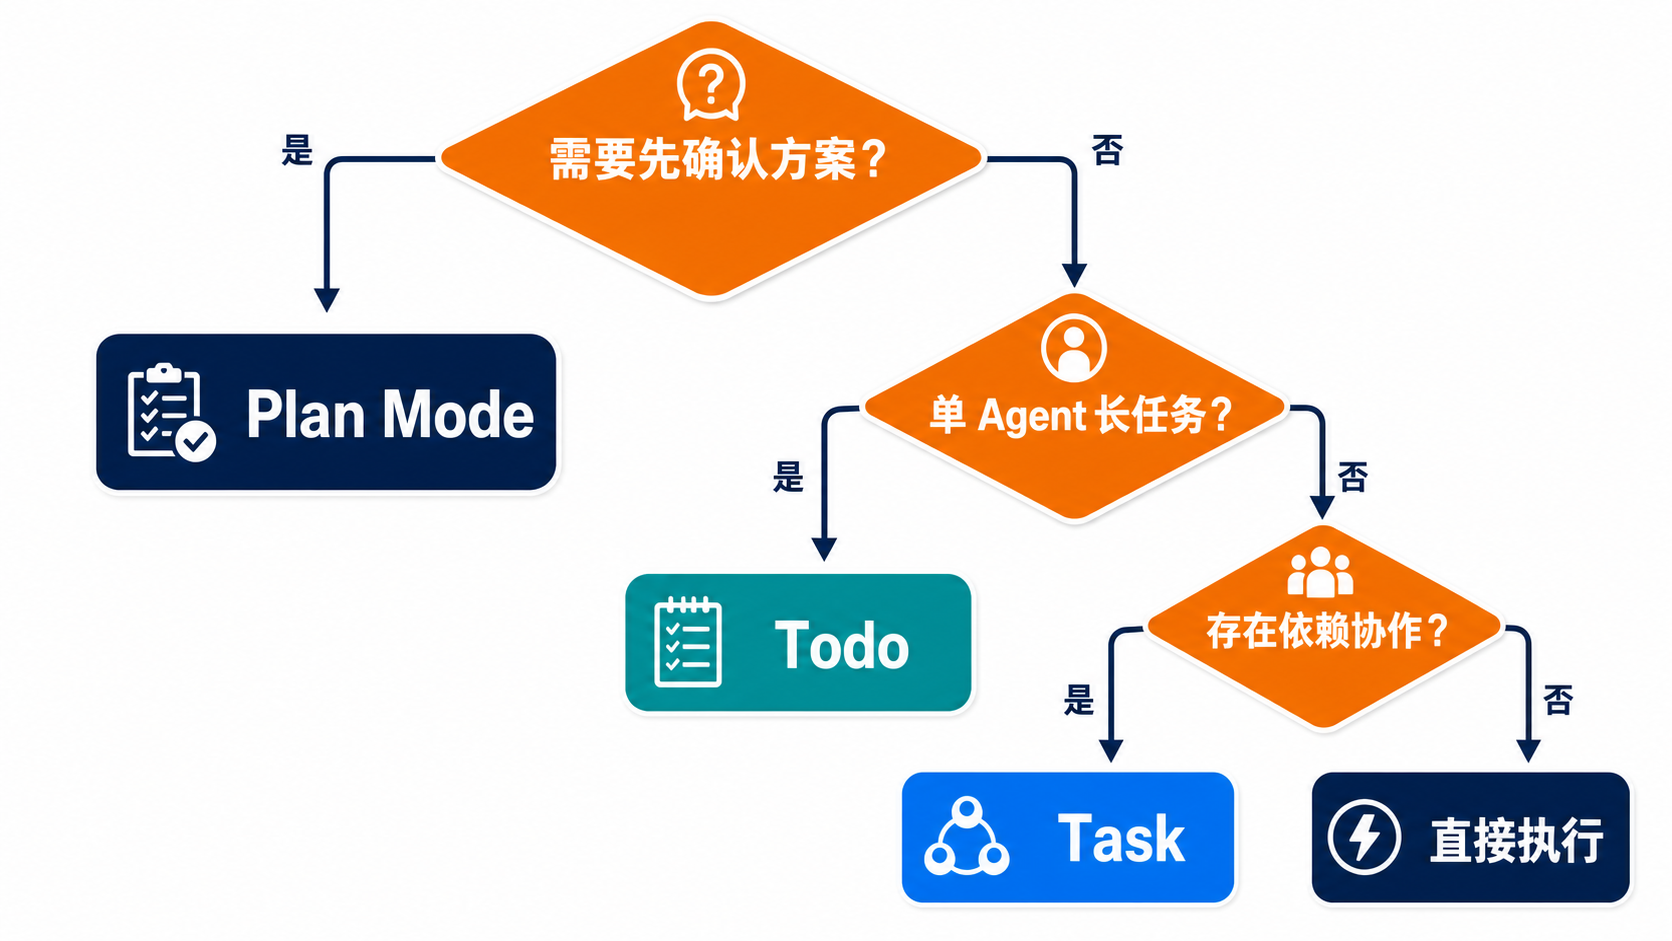 需要先确认方案？
是
否
Plan Mode
单 Agent 长任务？
是
否
Todo
存在依赖协作？
是
否
Task
直接执行